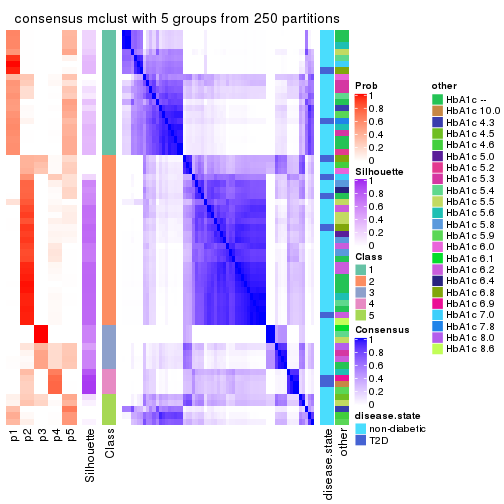 consensus mclust with 5 groups from 250 partitions
p1
p2
p3
p4
p5
Silhouette
Class
disease.state
other
Prob
1
0.8
0.6
0.4
0.2
0
Silhouette
1
0.8
0.6
0.4
0.2
0
Class
1
2
3
4
5
Consensus
1
0.8
0.6
0.4
0.2
0
disease.state
non-diabetic
T2D
other
HbA1c --
HbA1c 10.0
HbA1c 4.3
HbA1c 4.5
HbA1c 4.6
HbA1c 5.0
HbA1c 5.2
HbA1c 5.3
HbA1c 5.4
HbA1c 5.5
HbA1c 5.6
HbA1c 5.8
HbA1c 5.9
HbA1c 6.0
HbA1c 6.1
HbA1c 6.2
HbA1c 6.4
HbA1c 6.8
HbA1c 6.9
HbA1c 7.0
HbA1c 7.8
HbA1c 8.0
HbA1c 8.6